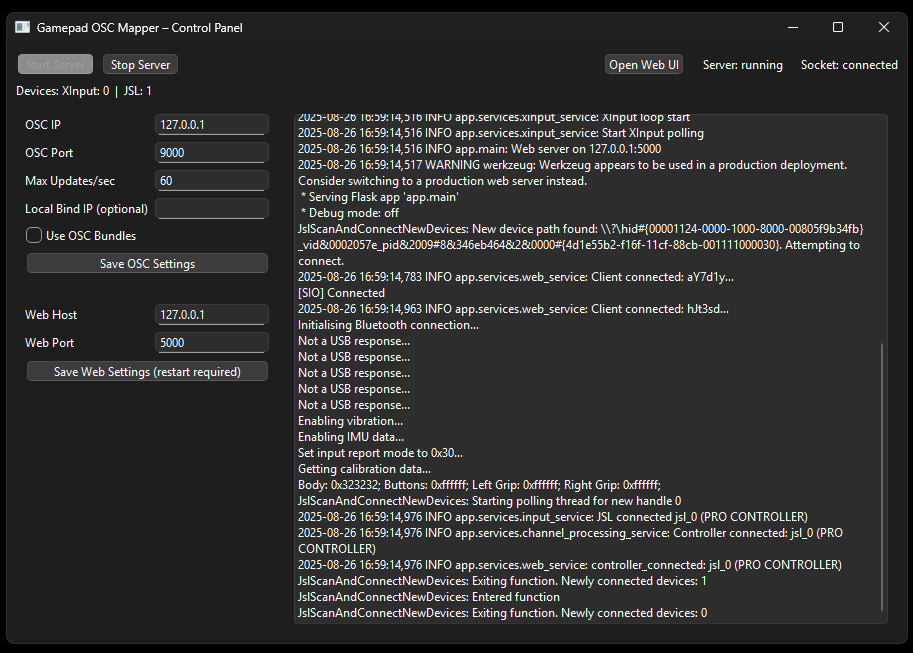 Gamepad OSC Mapper – Control Panel
Start Server
Stop Server
Open Web UI
Server: running
Socket: connected
Devices: XInput: 0 | JSL: 1
OSC IP
127.0.0.1
OSC Port
9000
Max Updates/sec
60
Local Bind IP (optional)
Use OSC Bundles
Save OSC Settings
Web Host
127.0.0.1
Web Port
5000
Save Web Settings (restart required)
2025-08-26 16:59:14,516 INFO app.services.xinput_service: XInput loop start
2025-08-26 16:59:14,516 INFO app.services.xinput_service: Start XInput polling
2025-08-26 16:59:14,516 INFO app.main: Web server on 127.0.0.1:5000
2025-08-26 16:59:14,517 WARNING werkzeug: Werkzeug appears to be used in a production deployment.
Consider switching to a production web server instead.
* Serving Flask app 'app.main'
* Debug mode: off
JslScanAndConnectNewDevices: New device path found: \\?\hid#{00001124-0000-1000-8000-00805f9b34fb}
_vid&0002057e_pid&2009#8&346eb464&2&0000#{4d1e55b2-f16f-11cf-88cb-001111000030}. Attempting to
connect.
2025-08-26 16:59:14,783 INFO app.services.web_service: Client connected: aY7d1y...
[SIO] Connected
2025-08-26 16:59:14,963 INFO app.services.web_service: Client connected: hJt3sd...
Initialising Bluetooth connection...
Not a USB response...
Not a USB response...
Not a USB response...
Not a USB response...
Not a USB response...
Enabling vibration...
Enabling IMU data...
Set input report mode to 0x30...
Getting calibration data...
Body: 0x323232; Buttons: 0xffffff; Left Grip: 0xffffff; Right Grip: 0xffffff;
JslScanAndConnectNewDevices: Starting polling thread for new handle 0
2025-08-26 16:59:14,976 INFO app.services.input_service: JSL connected jsl_0 (PRO CONTROLLER)
2025-08-26 16:59:14,976 INFO app.services.channel_processing_service: Controller connected: jsl_0 (PRO
CONTROLLER)
2025-08-26 16:59:14,976 INFO app.services.web_service: controller_connected: jsl_0 (PRO CONTROLLER)
JslScanAndConnectNewDevices: Exiting function. Newly connected devices: 1
JslScanAndConnectNewDevices: Entered function
JslScanAndConnectNewDevices: Exiting function. Newly connected devices: 0